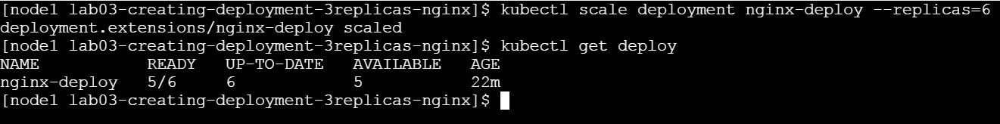 [node1 lab03-creating-deployment-3replicas-nginx]$ kubectl scale deployment nginx-deploy --replicas=6
deployment.extensions/nginx-deploy scaled
[node1 lab03-creating-deployment-3replicas-nginx]$ kubectl get deploy
NAME           READY   UP-TO-DATE   AVAILABLE   AGE
nginx-deploy   5/6     6            5           22m
[node1 lab03-creating-deployment-3replicas-nginx]$